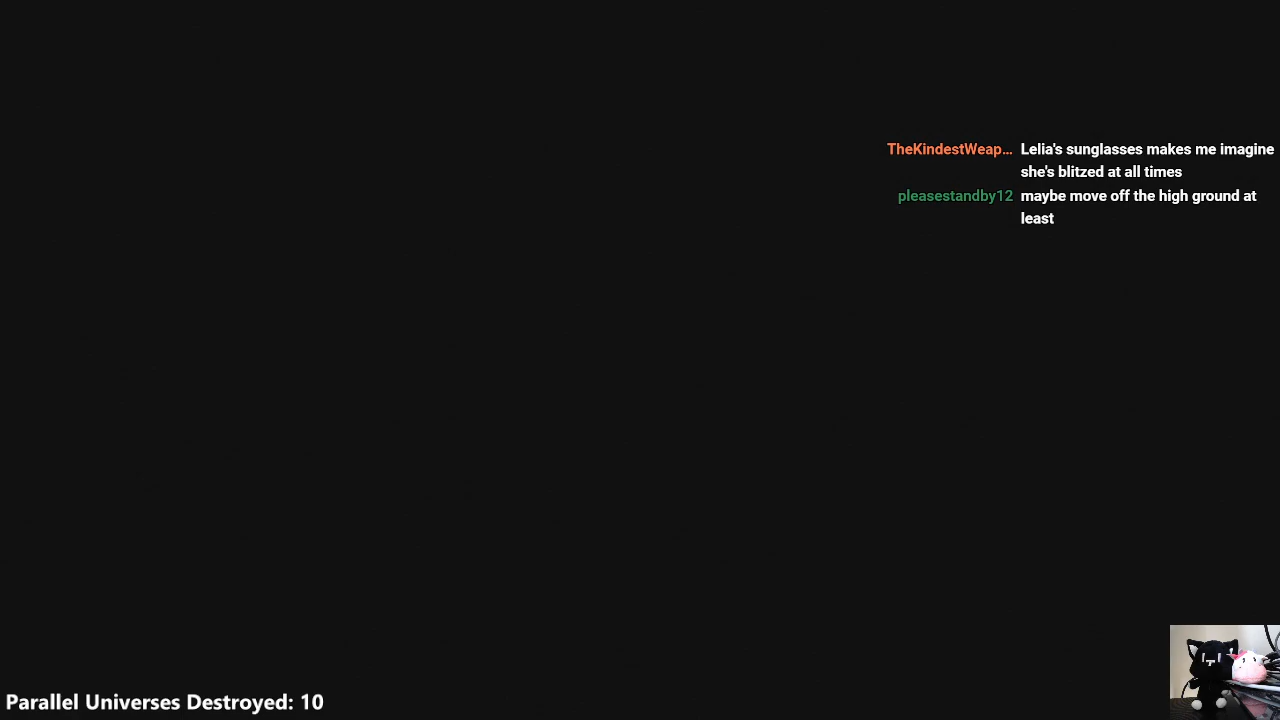 TheKindestWeap… Lelia's sunglasses makes me imagine
she's blitzed at all times
pleasestandby12 maybe move off the high ground at
least
Parallel Universes Destroyed: 10